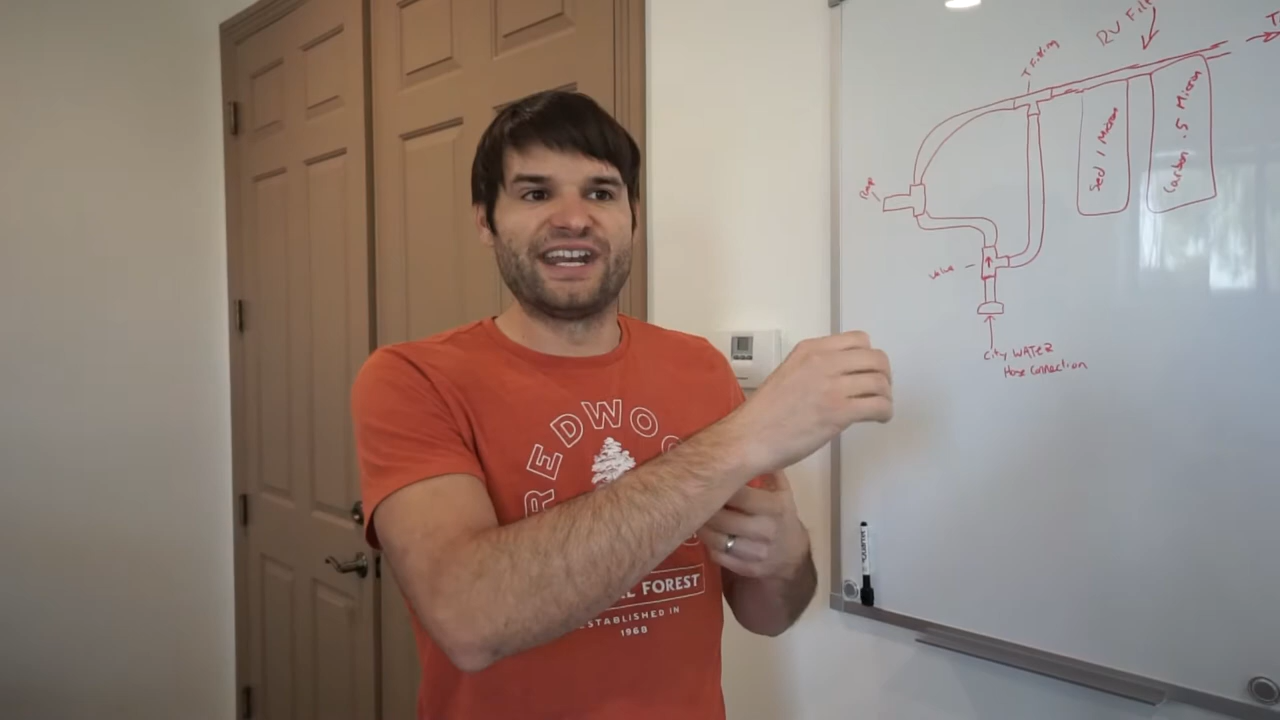 T Fitting
RV Filt
T
Sed 1 Micron
Carbon .5 Micron
Pump
Valve
City WATER
Hose Connection
REDWOO
L FOREST
ESTABLISHED IN
1968